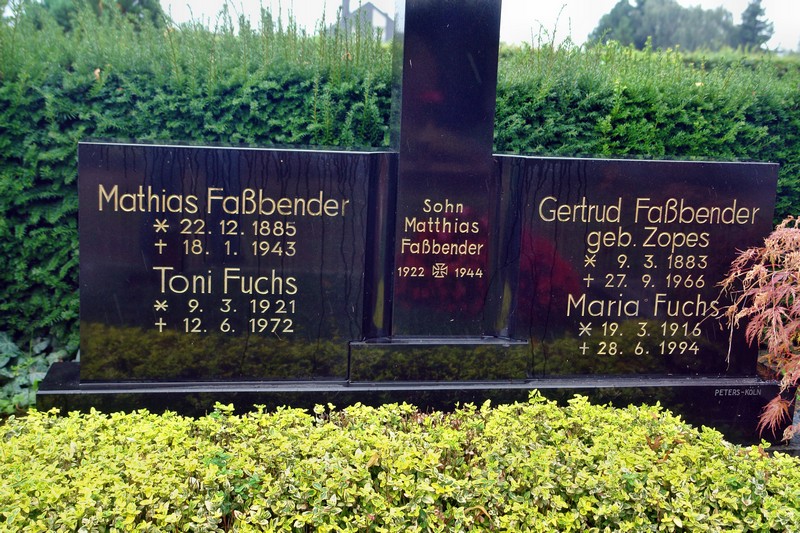 Mathias Faßbender
* 22. 12. 1885
† 18. 1. 1943
Toni Fuchs
* 9. 3. 1921
† 12. 6. 1972
Sohn
Matthias
Faßbender
1922 ✠ 1944
Gertrud Faßbender
geb. Zopes
* 9. 3. 1883
† 27. 9. 1966
Maria Fuchs
* 19. 3. 1916
† 28. 6. 1994
PETERS-KÖLN